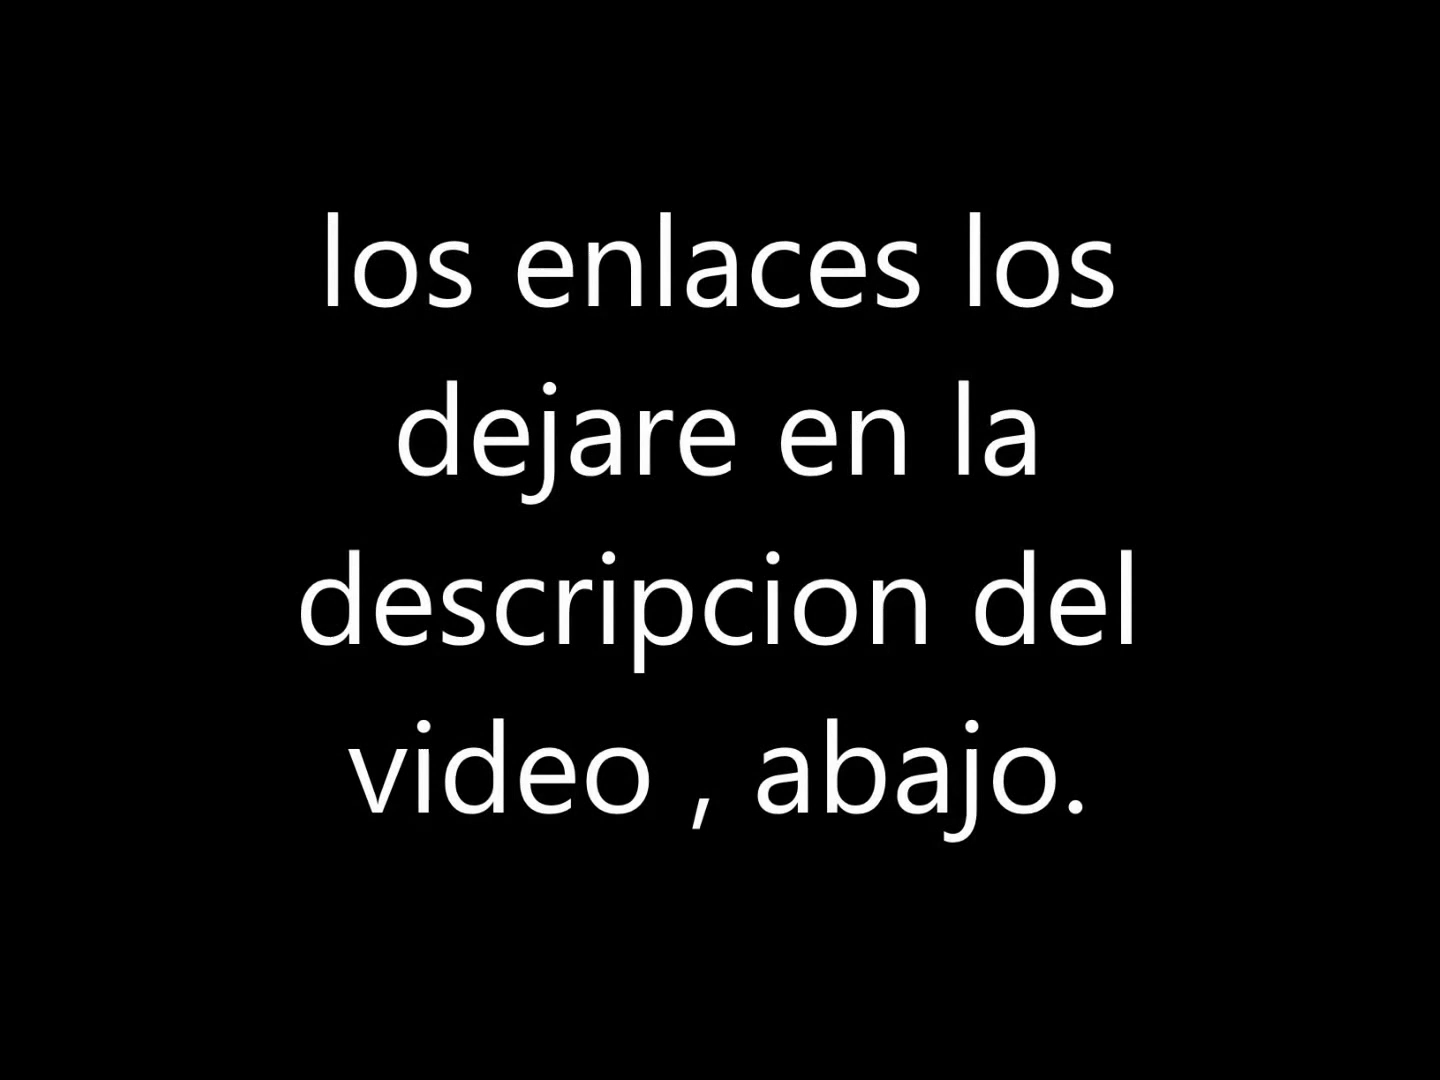 los enlaces los
dejare en la
descripcion del
video , abajo.